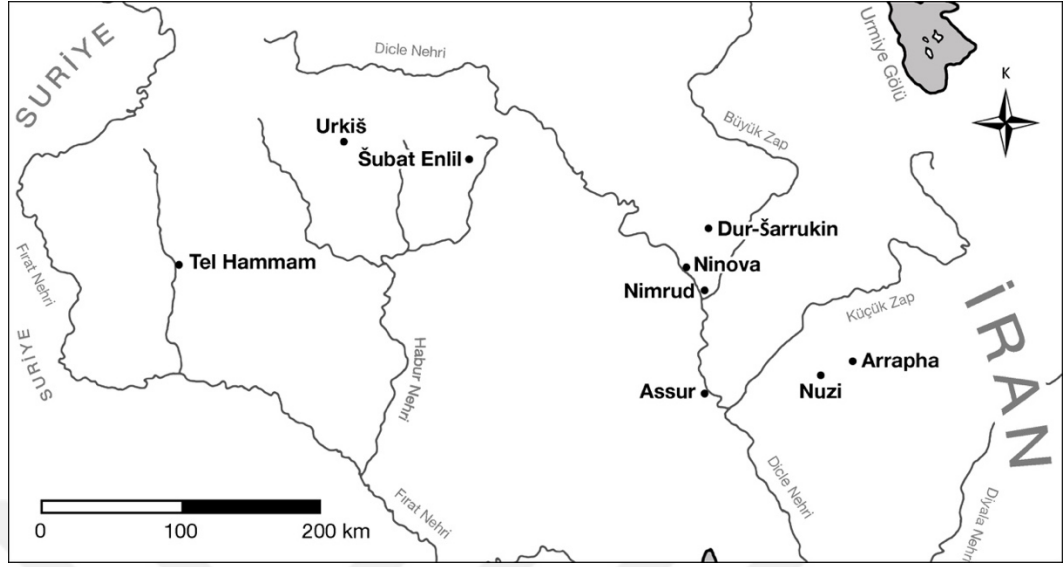 SURİYE
Dicle Nehri
Urmiye Gölü
K
Büyük Zap
Urkiš
Šubat Enlil
Dur-Šarrukin
Fırat Nehri
Tel Hammam
Ninova
Nimrud
Küçük Zap
İRAN
SURİYE
Habur Nehri
Arrapha
Nuzi
Assur
Dicle Nehri
Fırat Nehri
Diyala Nehri
0 100 200 km